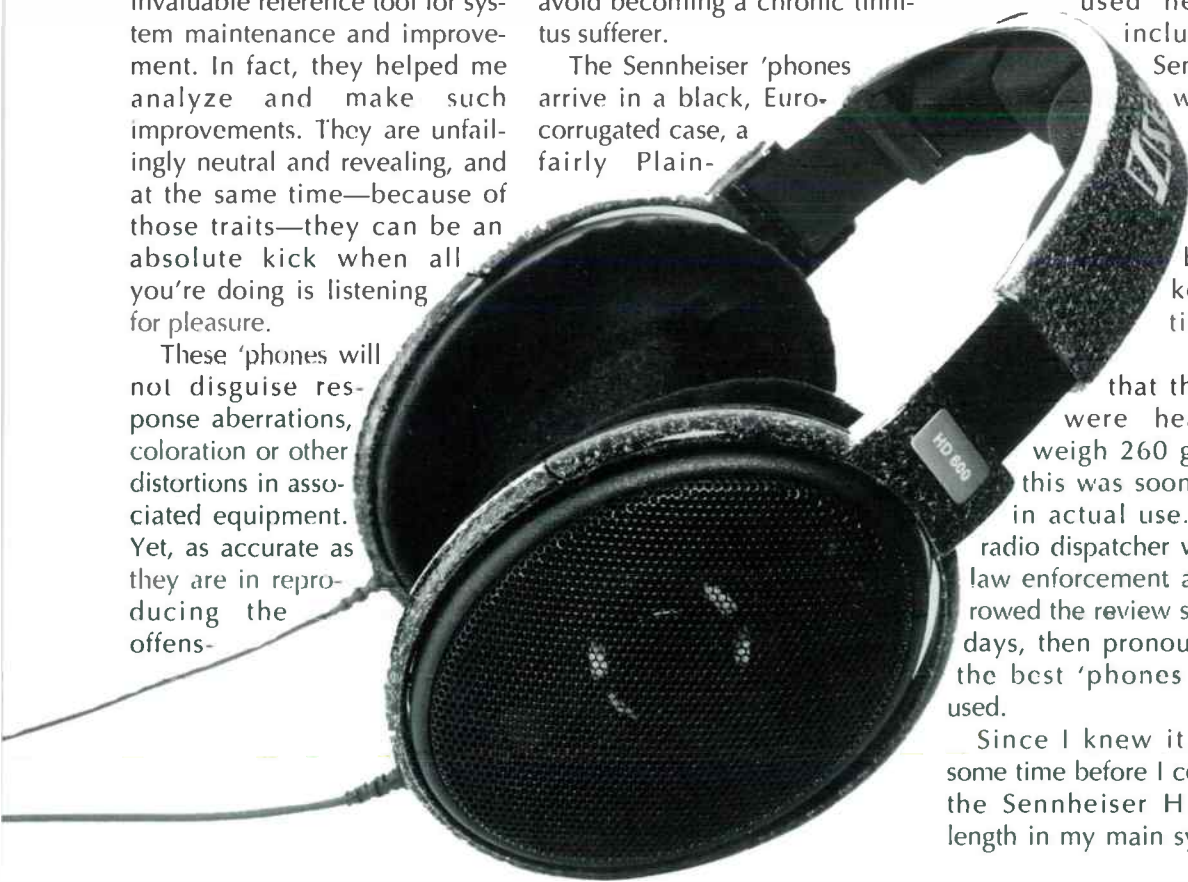 invaluable reference tool for sys-
tem maintenance and improve-
ment. In fact, they helped me
analyze and make such
improvements. They are unfail-
ingly neutral and revealing, and
at the same time—because of
those traits—they can be an
absolute kick when all
you're doing is listening
for pleasure.
These 'phones will
not disguise res-
ponse aberrations,
coloration or other
distortions in asso-
ciated equipment.
Yet, as accurate as
they are in repro-
ducing the
offens-
avoid becoming a chronic tinni-
tus sufferer.
The Sennheiser 'phones
arrive in a black, Euro-
corrugated case, a
fairly Plain-
HD 600
used
that
were
weigh 260
this was soon
in actual use.
radio dispatcher
law enforcement
rowed the review
days, then
the best 'phones
used.
Since I knew it
some time before I
the Sennheiser
length in my main